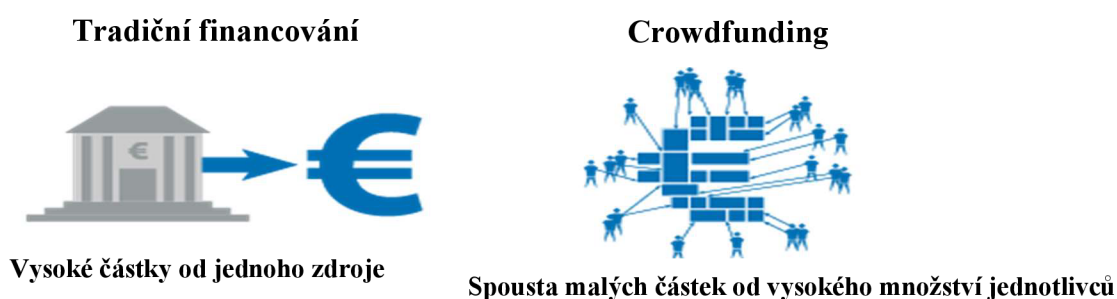 Tradiční financování
Crowdfunding
€
€
Vysoké částky od jednoho zdroje
Spousta malých částek od vysokého množství jednotlivců